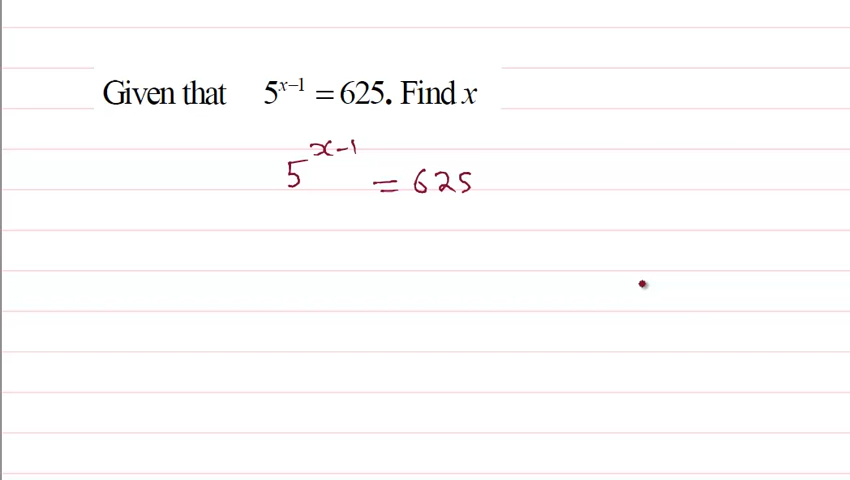 Given that 5^{x-1} = 625. Find x
5^{x-1} = 625